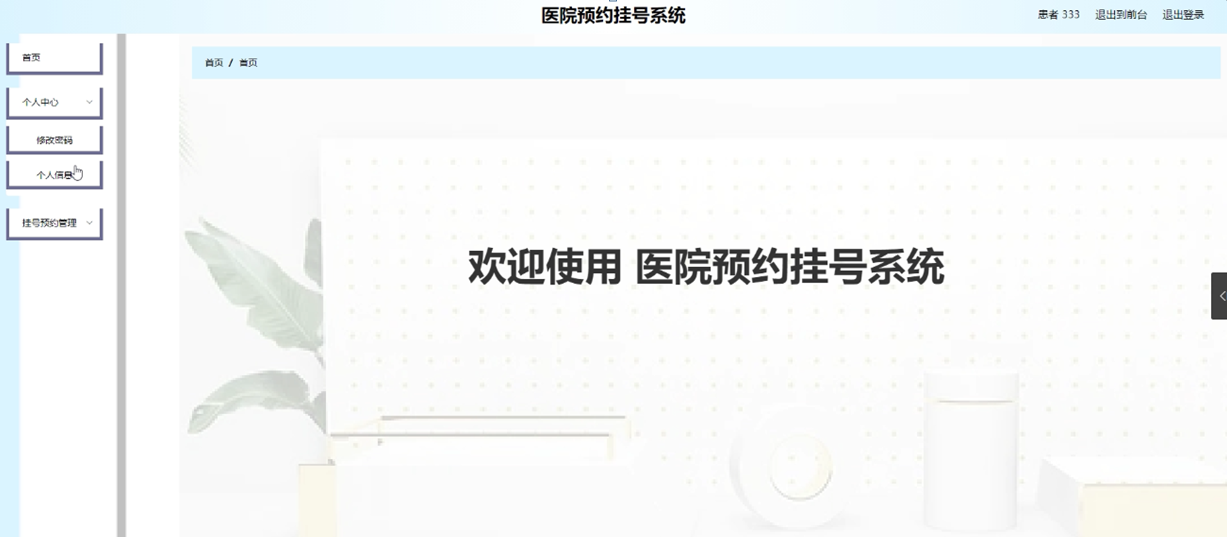 医院预约挂号系统
患者 333 退出到前台 退出登录
首页
首页 / 首页
个人中心
修改密码
个人信息
挂号预约管理
欢迎使用 医院预约挂号系统